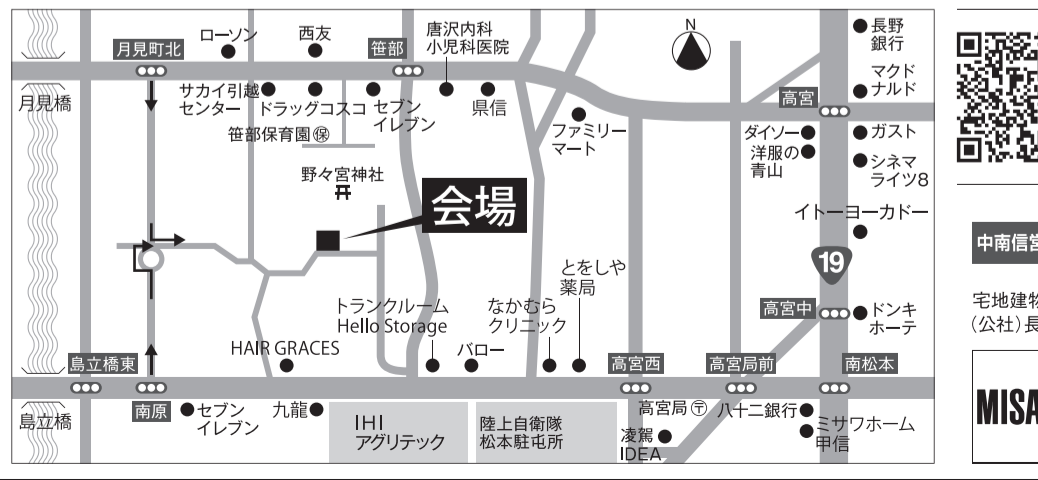 月見町北
ローソン
西友
笹部
唐沢内科
小児科医院
N
長野
銀行
マクド
ナルド
月見橋
サカイ引越
センター
ドラッグコスコ
セブン
イレブン
県信
高宮
笹部保育園㋭
ファミリー
マート
ダイソー
洋服の
青山
ガスト
シネマ
ライツ8
野々宮神社
会場
イトーヨーカドー
19
とをしや
薬局
トランクルーム
Hello Storage
なかむら
クリニック
高宮中
ドンキ
ホーテ
HAIR GRACES
バロー
島立橋東
高宮西
高宮局前
南松本
島立橋
南原
セブン
イレブン
九龍
IHI
アグリテック
陸上自衛隊
松本駐屯所
高宮局〒
八十二銀行
凌駕
IDEA
ミサワホーム
甲信
中南信営
宅地建物
(公社)長
MISA